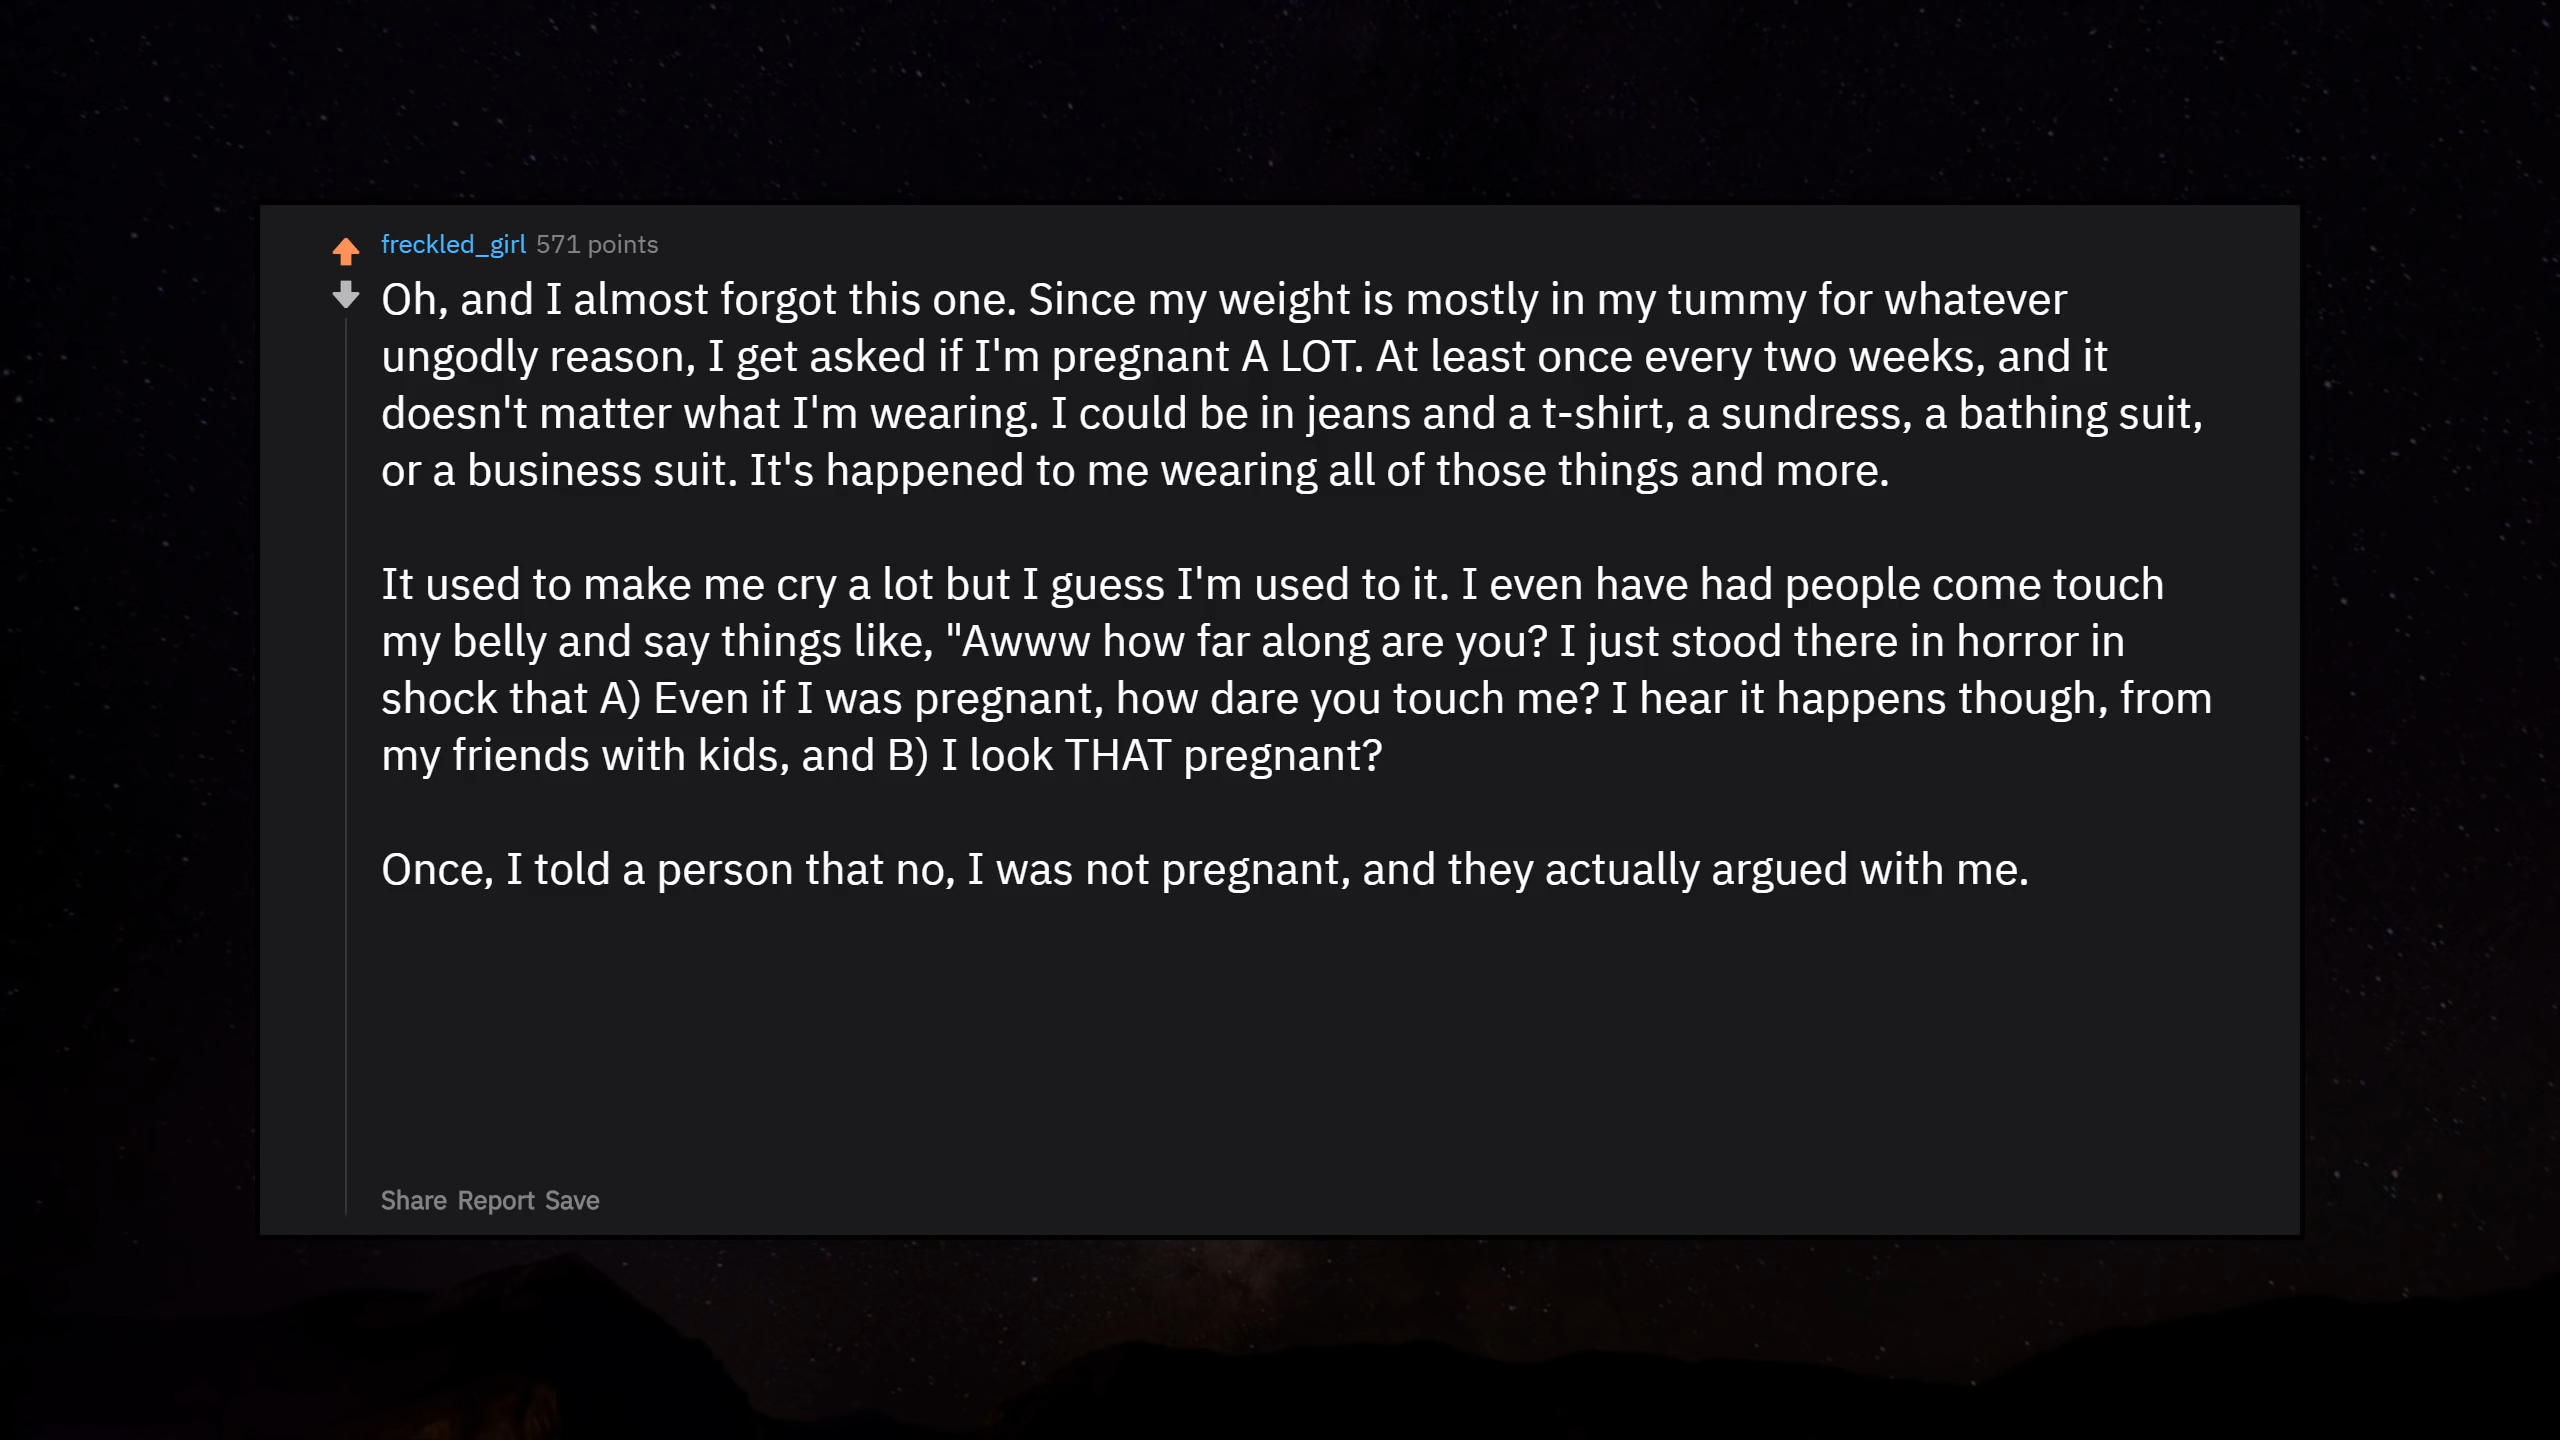 freckled_girl 571 points
Oh, and I almost forgot this one. Since my weight is mostly in my tummy for whatever
ungodly reason, I get asked if I'm pregnant A LOT. At least once every two weeks, and it
doesn't matter what I'm wearing. I could be in jeans and a t-shirt, a sundress, a bathing suit,
or a business suit. It's happened to me wearing all of those things and more.
It used to make me cry a lot but I guess I'm used to it. I even have had people come touch
my belly and say things like, "Awww how far along are you? I just stood there in horror in
shock that A) Even if I was pregnant, how dare you touch me? I hear it happens though, from
my friends with kids, and B) I look THAT pregnant?
Once, I told a person that no, I was not pregnant, and they actually argued with me.
Share Report Save